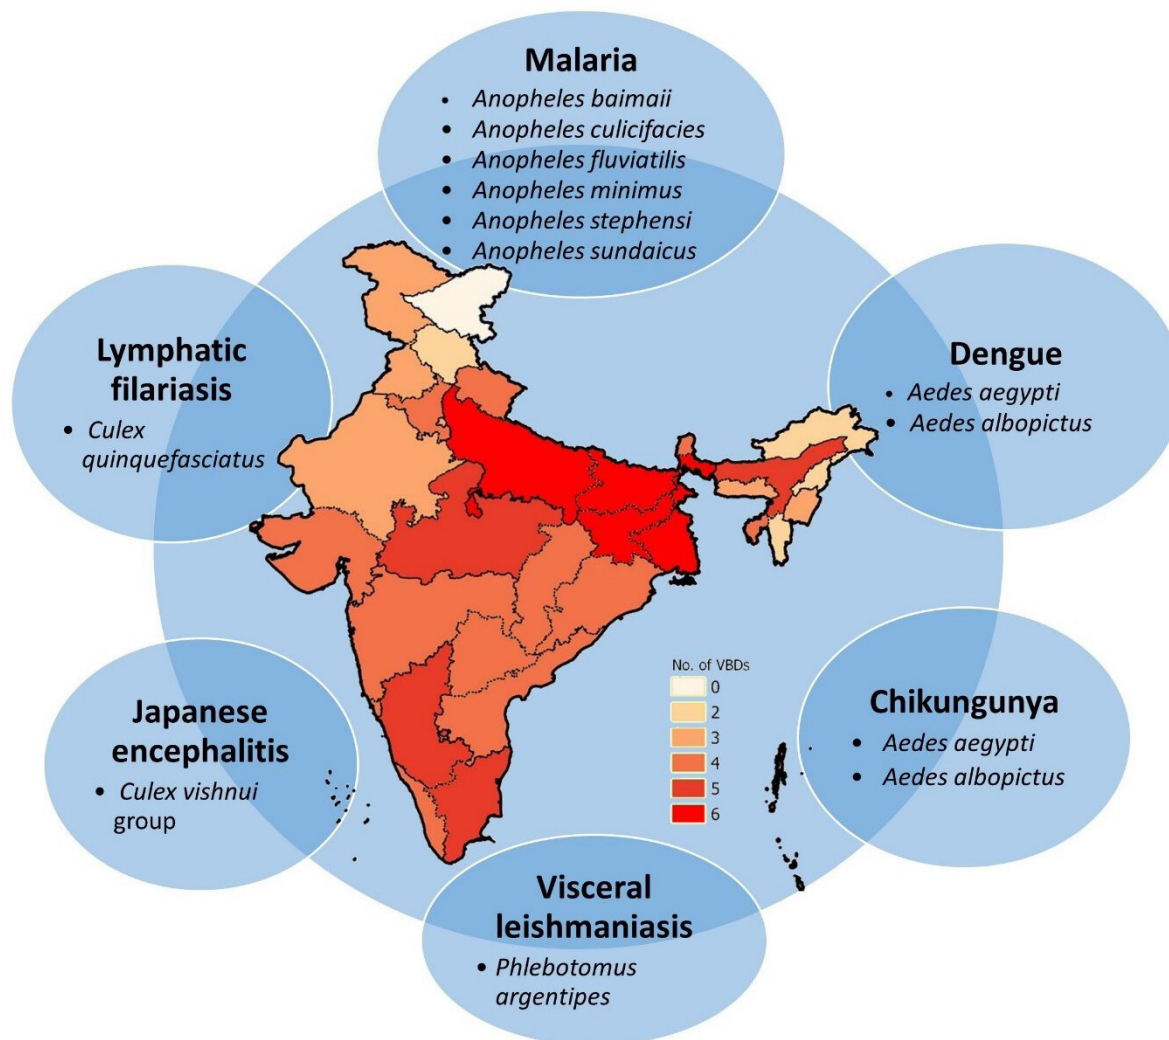 Malaria
• Anopheles baimaii
• Anopheles culicifacies
• Anopheles fluviatilis
• Anopheles minimus
• Anopheles stephensi
• Anopheles sundaicus
Lymphatic
filariasis
• Culex
quinquefasciatus
Dengue
• Aedes aegypti
• Aedes albopictus
Japanese
encephalitis
• Culex vishnui
group
No. of VBDs
0
2
3
4
5
6
Chikungunya
• Aedes aegypti
• Aedes albopictus
Visceral
leishmaniasis
• Phlebotomus
argentipes